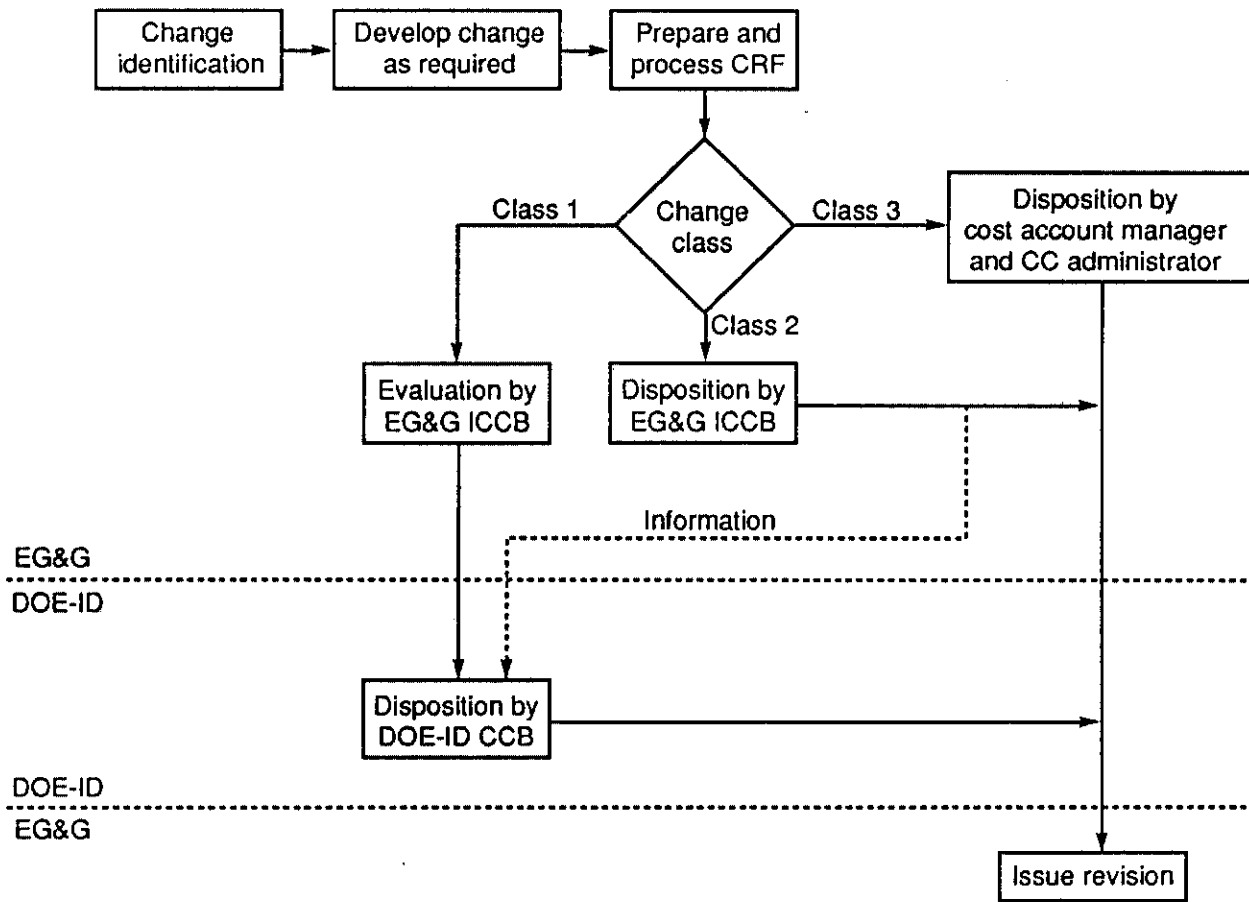 Change
identification
Develop change
as required
Prepare and
process CRF
Class 1
Change
class
Class 3
Disposition by
cost account manager
and CC administrator
Class 2
Evaluation by
EG&G ICCB
Disposition by
EG&G ICCB
Information
EG&G
DOE-ID
Disposition by
DOE-ID CCB
DOE-ID
EG&G
Issue revision